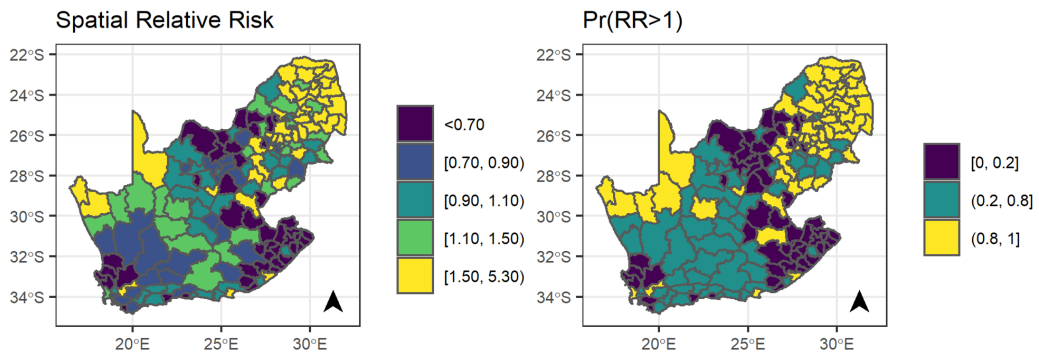 Spatial Relative Risk
22°S
24°S
26°S
28°S
30°S
32°S
34°S
20°E
25°E
30°E
<0.70
[0.70, 0.90)
[0.90, 1.10)
[1.10, 1.50)
[1.50, 5.30)
Pr(RR>1)
22°S
24°S
26°S
28°S
30°S
32°S
34°S
20°E
25°E
30°E
[0, 0.2]
(0.2, 0.8]
(0.8, 1]